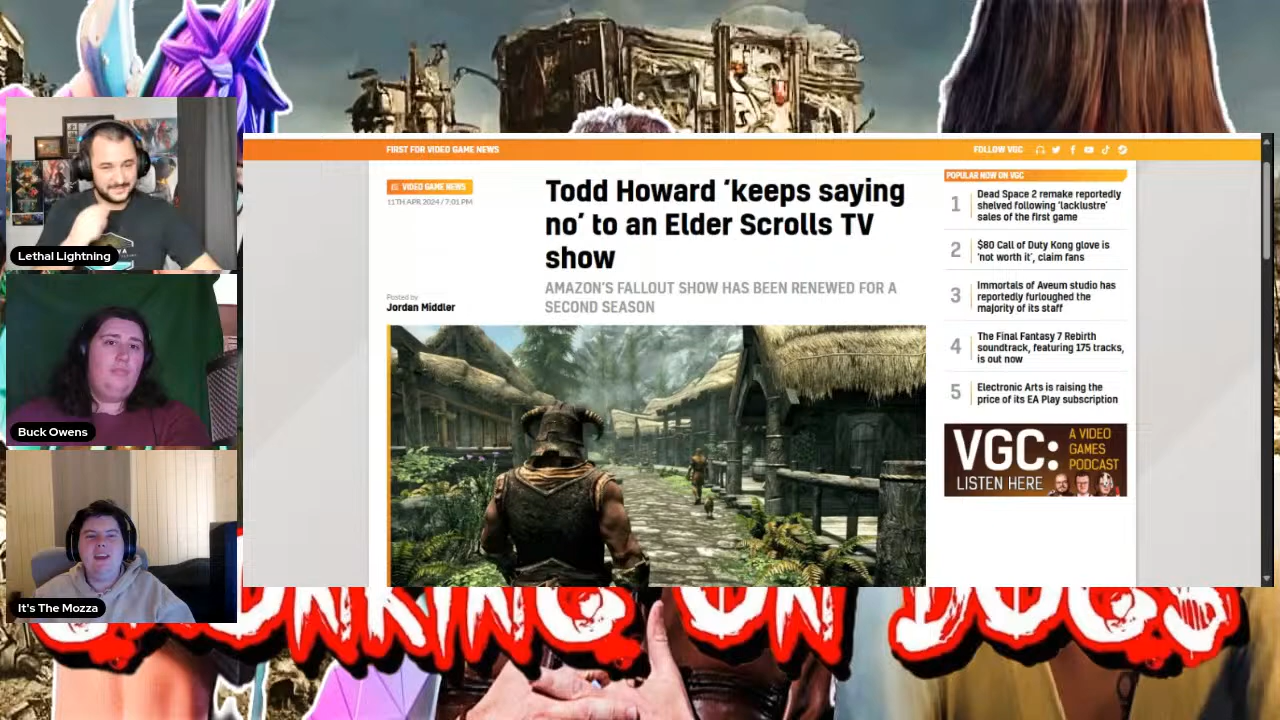 Lethal Lightning
Buck Owens
It's The Mozza
FIRST FOR VIDEO GAME NEWS
FOLLOW VGC
VIDEO GAME NEWS
11TH APR 2024 / 7:01 PM
Posted by
Jordan Middler
Todd Howard ‘keeps saying
no’ to an Elder Scrolls TV
show
AMAZON’S FALLOUT SHOW HAS BEEN RENEWED FOR A
SECOND SEASON
POPULAR NOW ON VGC
1
Dead Space 2 remake reportedly
shelved following ‘lacklustre’
sales of the first game
2
$80 Call of Duty Kong glove is
‘not worth it’, claim fans
3
Immortals of Aveum studio has
reportedly furloughed the
majority of its staff
4
The Final Fantasy 7 Rebirth
soundtrack, featuring 175 tracks,
is out now
5
Electronic Arts is raising the
price of its EA Play subscription
VGC:
LISTEN HERE
A VIDEO
GAMES
PODCAST
ON DOGS